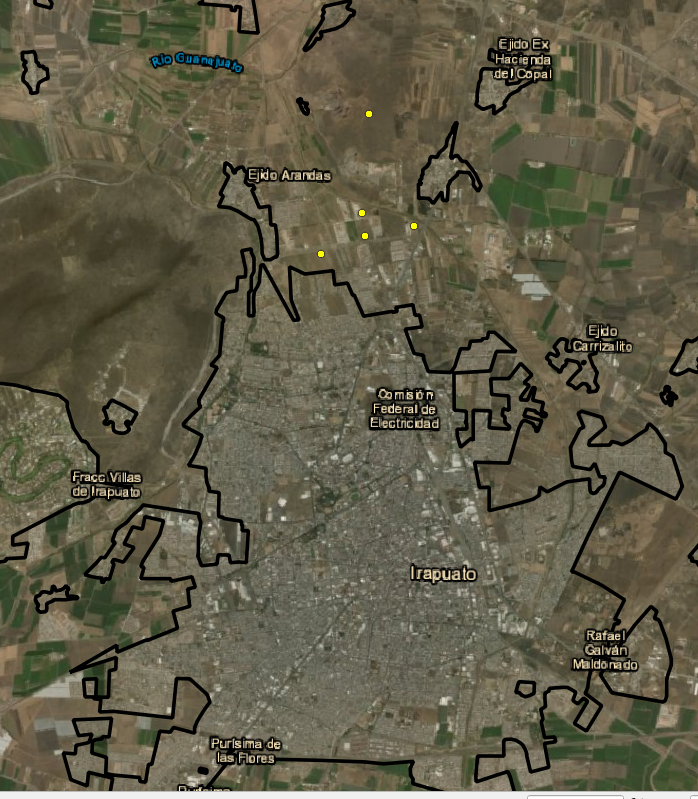 Ejido Ex
Hacienda
del Copal
Río Guanajuato
Ejido Arandas
Ejido
Carrizalito
Comisión
Federal de
Electricidad
Fracc Villas
de Irapuato
Irapuato
Rafael
Galván
Maldonado
Purísima de
las Flores
Purísima